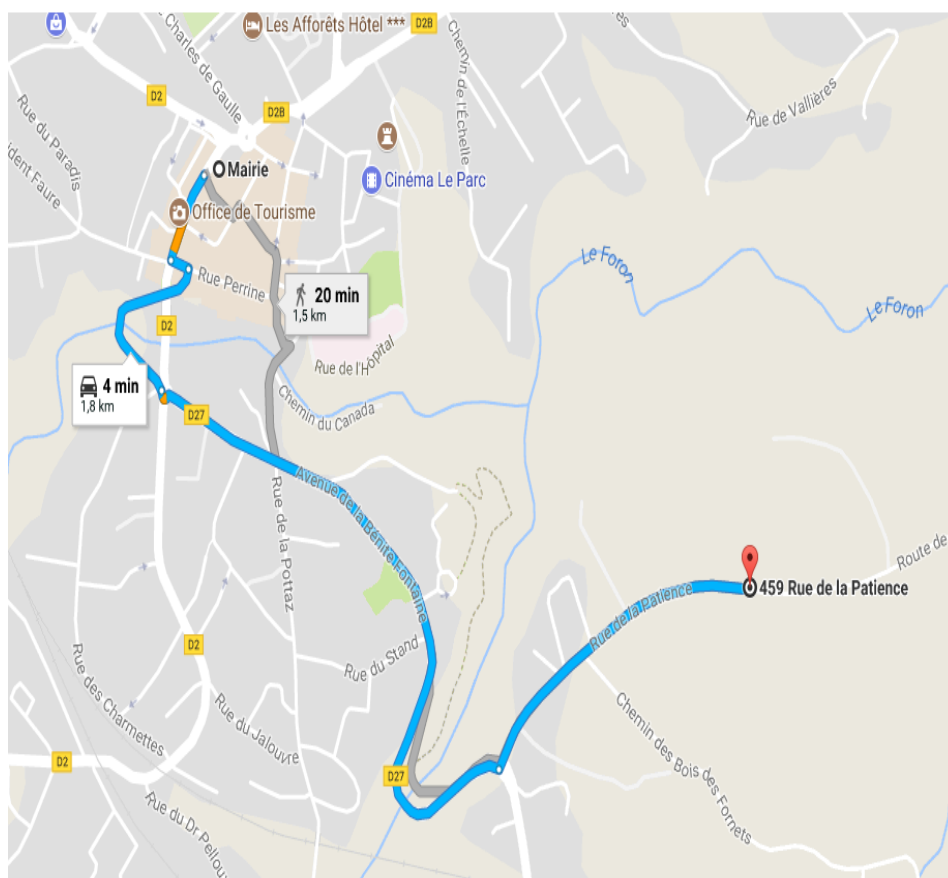 Les Afforêts Hôtel ***
D2B
de Charles de Gaulle
Chemin de l'Échelle
D2
D2B
Rue de Vallières
Rue du Paradis
ident Faure
Mairie
Cinéma Le Parc
Office de Tourisme
Le Foron
Rue Perrine
20 min
1,5 km
Le Foron
D2
Rue de l'Hôpital
4 min
1,8 km
Chemin du Canada
D27
Avenue de la Bénite Fontaine
Rue de la Pottaz
Route de
459 Rue de la Patience
Rue de la Patience
Rue du Stand
D2
Rue des Charmettes
Rue du Jalouvre
Chemin des Bois des Fornets
D2
D27
Rue du Dr Pelloux